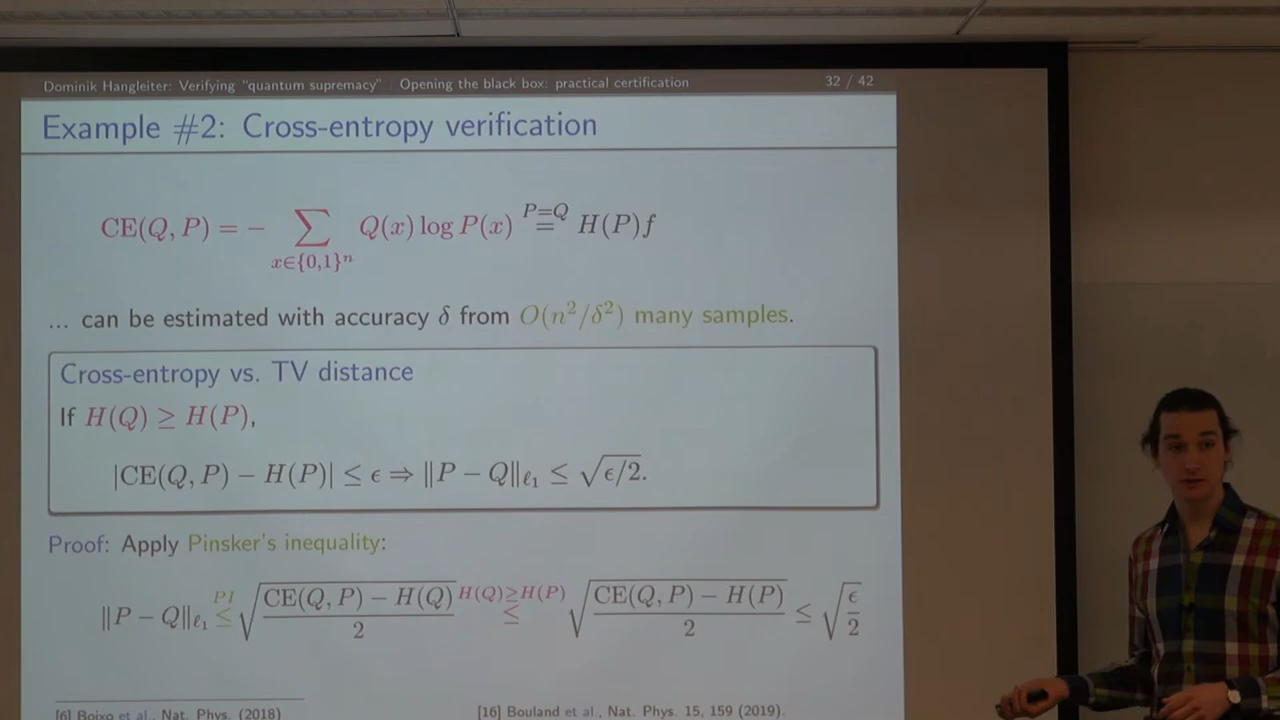 Dominik Hangleiter: Verifying “quantum supremacy” | Opening the black box: practical certification 32 / 42
Example #2: Cross-entropy verification
CE(Q, P) = − ∑_{x∈{0,1}^n} Q(x) log P(x) \overset{P=Q}{=} H(P)f
... can be estimated with accuracy δ from O(n²/δ²) many samples.
Cross-entropy vs. TV distance
If H(Q) ≥ H(P),
|CE(Q, P) − H(P)| ≤ ϵ ⇒ ‖P − Q‖_{ℓ₁} ≤ √(ϵ/2).
Proof: Apply Pinsker's inequality:
‖P − Q‖_{ℓ₁} \overset{PI}{≤} √((CE(Q, P) − H(Q))/2) \overset{H(Q)≥H(P)}{≤} √((CE(Q, P) − H(P))/2) ≤ √(ϵ/2)
[6] Boixo et al., Nat. Phys. (2018) [16] Bouland et al., Nat. Phys. 15, 159 (2019).